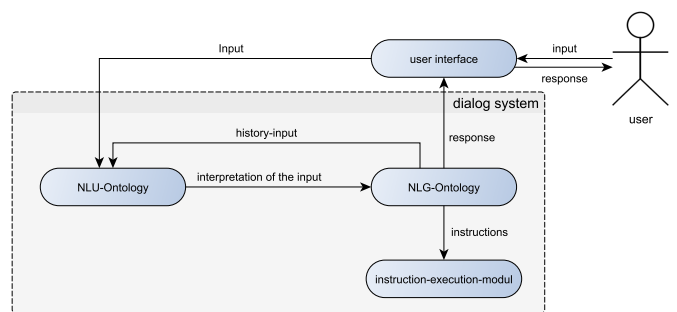 Input
user interface
input
response
user
dialog system
history-input
response
NLU-Ontology
interpretation of the input
NLG-Ontology
instructions
instruction-execution-modul